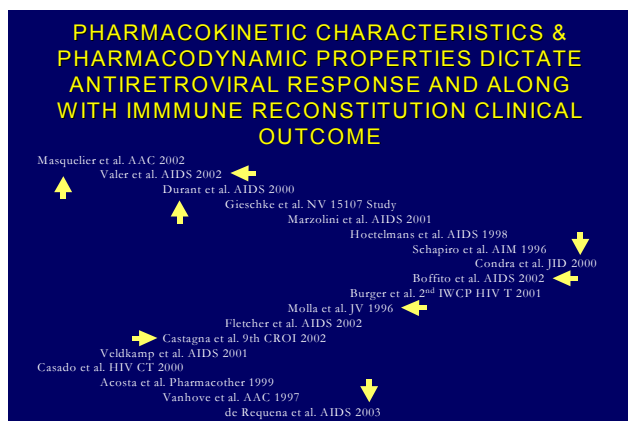 PHARMACOKINETIC CHARACTERISTICS &
PHARMACODYNAMIC PROPERTIES DICTATE
ANTIRETROVIRAL RESPONSE AND ALONG
WITH IMMMUNE RECONSTITUTION CLINICAL
OUTCOME
Masquelier et al. AAC 2002
Valer et al. AIDS 2002
Durant et al. AIDS 2000
Gieschke et al. NV 15107 Study
Marzolini et al. AIDS 2001
Hoetelmans et al. AIDS 1998
Schapiro et al. AIM 1996
Condra et al. JID 2000
Boffito et al. AIDS 2002
Burger et al. 2nd IWCP HIV T 2001
Molla et al. JV 1996
Fletcher et al. AIDS 2002
Castagna et al. 9th CROI 2002
Veldkamp et al. AIDS 2001
Casado et al. HIV CT 2000
Acosta et al. Pharmacother 1999
Vanhove et al. AAC 1997
de Requena et al. AIDS 2003